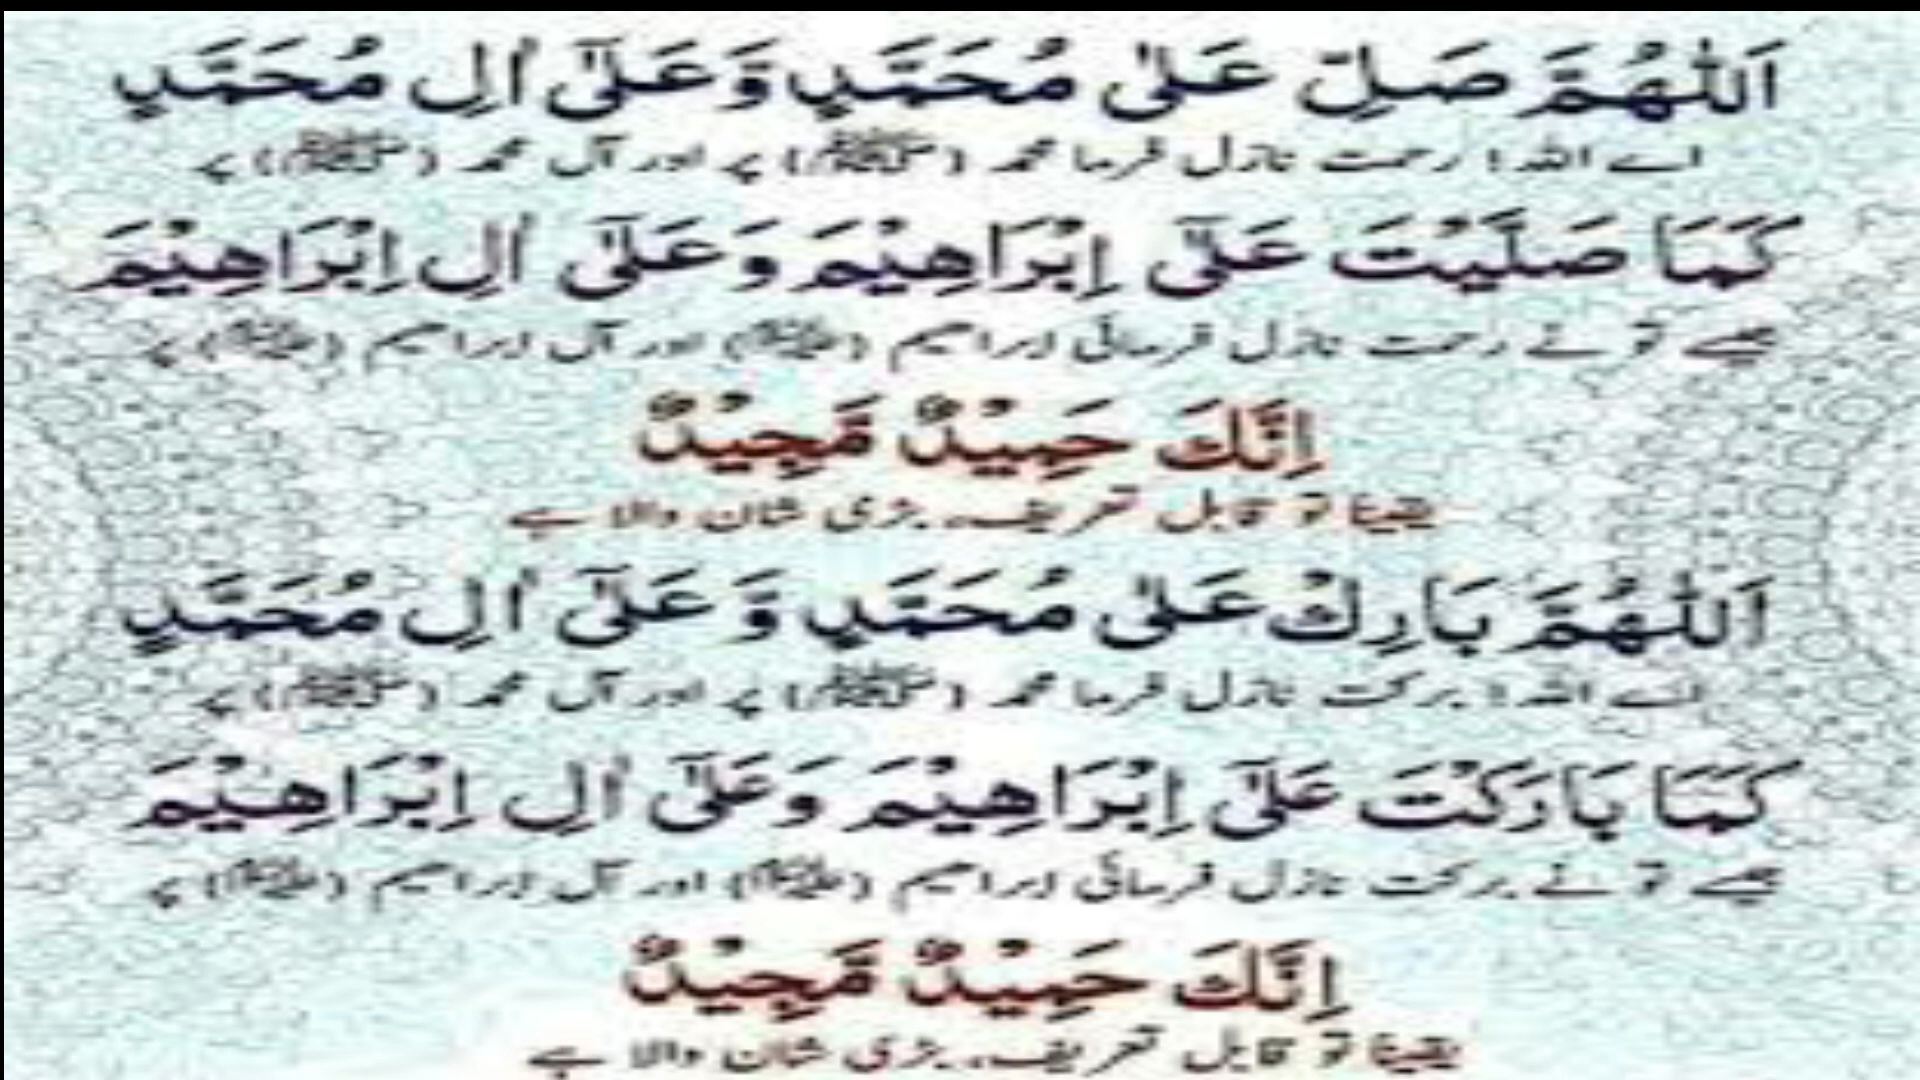 اَللّٰهُمَّ صَلِّ عَلٰى مُحَمَّدٍ وَّعَلٰٓى اٰلِ مُحَمَّدٍ
اے اللہ! رحمت نازل فرما محمد (ﷺ) پر اور آل محمد (ﷺ) پر
كَمَا صَلَّيْتَ عَلٰٓى اِبْرَاهِيْمَ وَعَلٰٓى اٰلِ اِبْرَاهِيْمَ
جیسے تو نے رحمت نازل فرمائی ابراہیم (علیہ السلام) اور آل ابراہیم (علیہ السلام) پر
اِنَّكَ حَمِيْدٌ مَّجِيْدٌ
یقینا تو قابل تعریف، بڑی شان والا ہے
اَللّٰهُمَّ بَارِكْ عَلٰى مُحَمَّدٍ وَّعَلٰٓى اٰلِ مُحَمَّدٍ
اے اللہ! برکت نازل فرما محمد (ﷺ) پر اور آل محمد (ﷺ) پر
كَمَا بَارَكْتَ عَلٰٓى اِبْرَاهِيْمَ وَعَلٰٓى اٰلِ اِبْرَاهِيْمَ
جیسے تو نے برکت نازل فرمائی ابراہیم (علیہ السلام) اور آل ابراہیم (علیہ السلام) پر
اِنَّكَ حَمِيْدٌ مَّجِيْدٌ
یقینا تو قابل تعریف، بڑی شان والا ہے